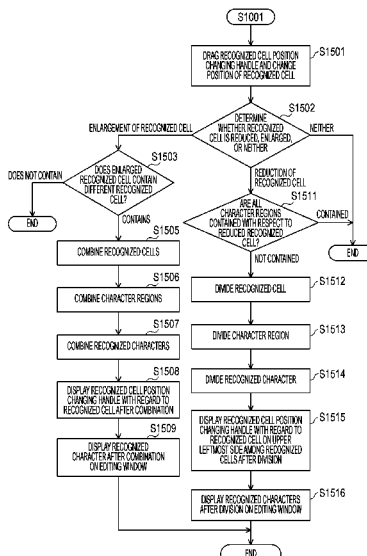 S1001
S1501
DRAG RECOGNIZED CELL POSITION
CHANGING HANDLE AND CHANGE
POSITION OF RECOGNIZED CELL
S1502
DETERMINE
WHETHER RECOGNIZED
CELL IS REDUCED, ENLARGED,
OR NEITHER
ENLARGEMENT OF RECOGNIZED CELL
NEITHER
REDUCTION OF
RECOGNIZED CELL
S1503
DOES ENLARGED
RECOGNIZED CELL CONTAIN
DIFFERENT RECOGNIZED
CELL?
DOES NOT CONTAIN
END
CONTAINS
S1511
ARE ALL
CHARACTER REGIONS
CONTAINED WITH RESPECT TO
REDUCED RECOGNIZED
CELL?
CONTAINED
END
NOT CONTAINED
S1505
COMBINE RECOGNIZED CELLS
S1506
COMBINE CHARACTER REGIONS
S1507
COMBINE RECOGNIZED CHARACTERS
S1508
DISPLAY RECOGNIZED CELL POSITION
CHANGING HANDLE WITH REGARD TO
RECOGNIZED CELL AFTER COMBINATION
S1509
DISPLAY RECOGNIZED
CHARACTER AFTER COMBINATION
ON EDITING WINDOW
S1512
DIVIDE RECOGNIZED CELL
S1513
DIVIDE CHARACTER REGION
S1514
DIVIDE RECOGNIZED CHARACTER
S1515
DISPLAY RECOGNIZED CELL POSITION
CHANGING HANDLE WITH REGARD TO
RECOGNIZED CELL ON UPPER
LEFTMOST SIDE AMONG RECOGNIZED
CELLS AFTER DIVISION
S1516
DISPLAY RECOGNIZED CHARACTERS
AFTER DIVISION ON EDITING WINDOW
END